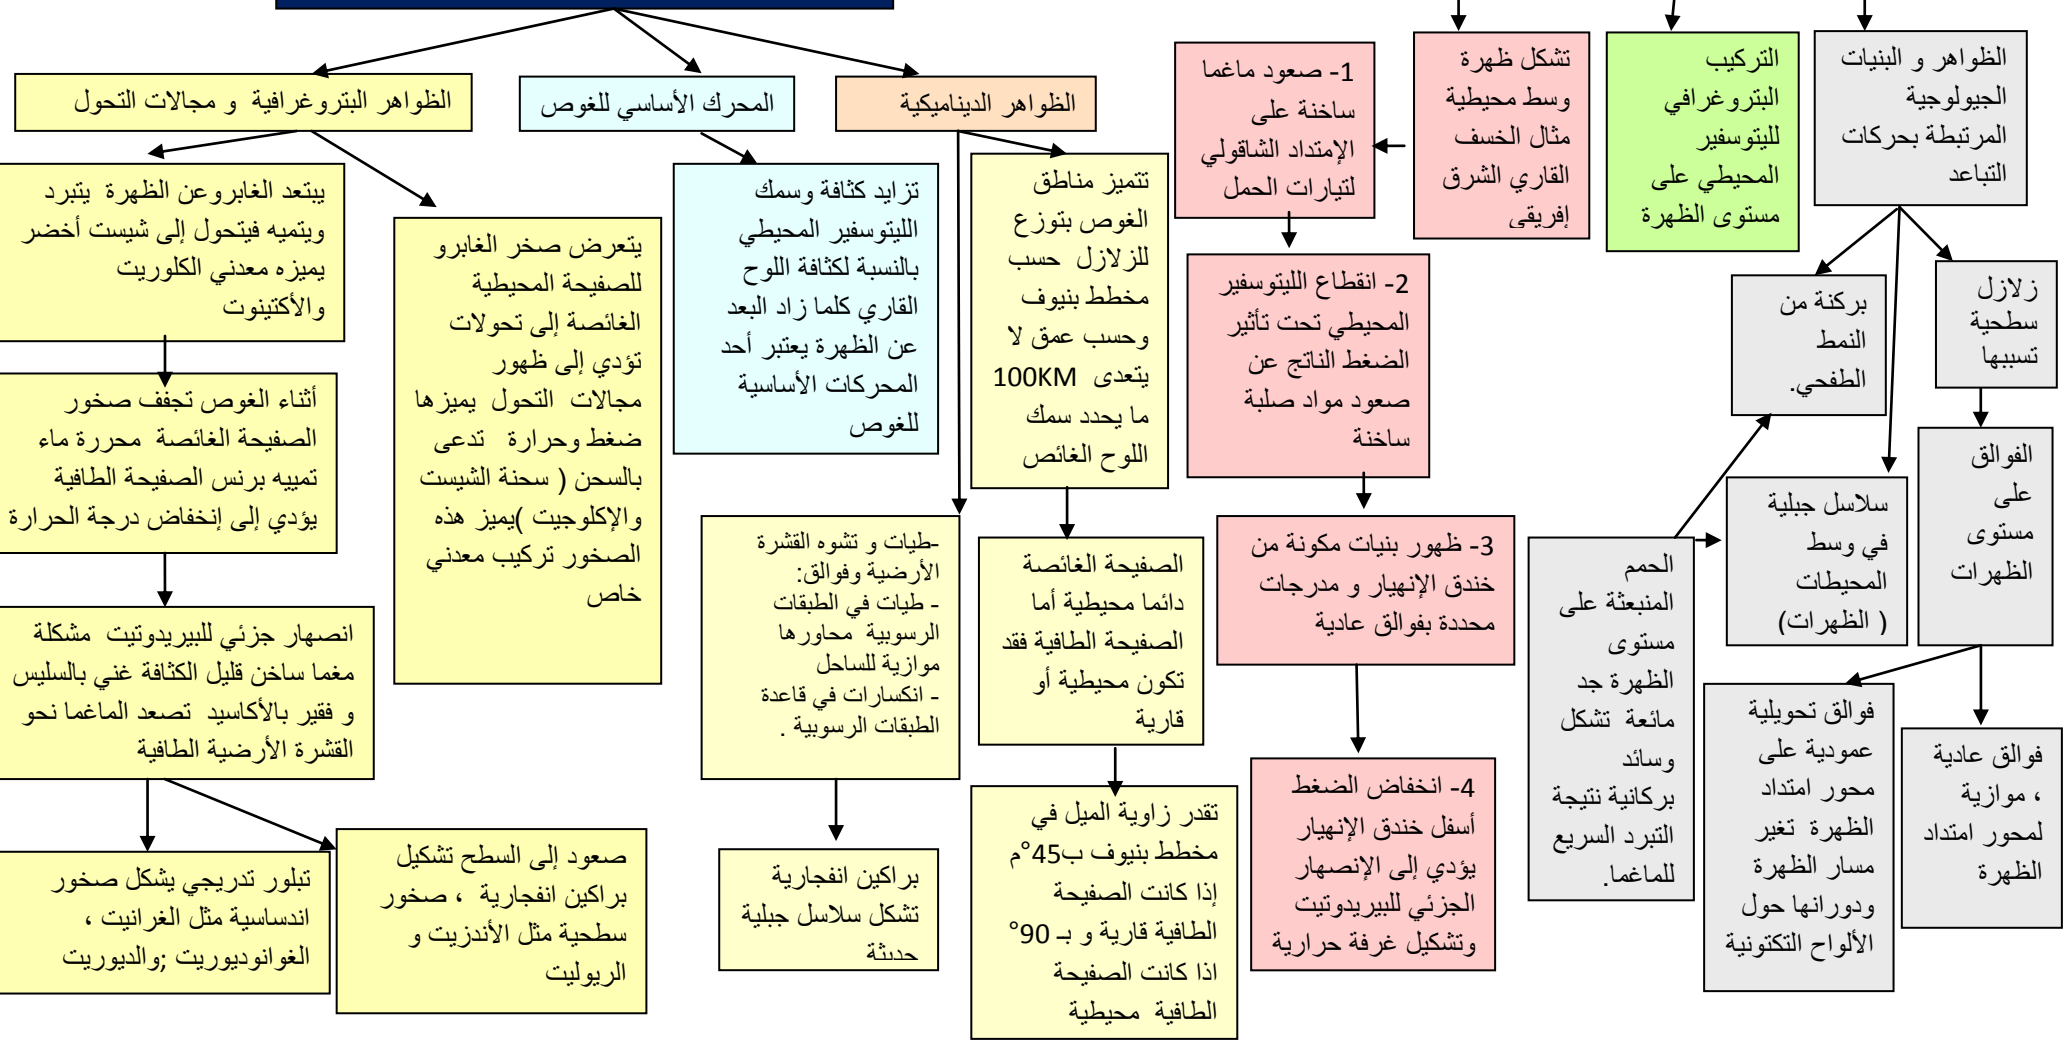 الظواهر و البنيات
الجيولوجية
المرتبطة بحركات
التباعد
التركيب
البتروغرافي
لليتوسفير
المحيطي على
مستوى الظهرة
تشكل ظهرة
وسط محيطية
مثال الخسف
القاري الشرق
إفريقي
1- صعود ماغما
ساخنة على
الإمتداد الشاقولي
لتيارات الحمل
2- انقطاع الليتوسفير
المحيطي تحت تأثير
الضغط الناتج عن
صعود مواد صلبة
ساخنة
3- ظهور بنيات مكونة من
خندق الإنهيار و مدرجات
محددة بفوالق عادية
4- انخفاض الضغط
أسفل خندق الإنهيار
يؤدي إلى الإنصهار
الجزئي للبيريدوتيت
وتشكيل غرفة حرارية
زلازل
سطحية
تسببها
الفوالق
على
مستوى
الظهرات
فوالق عادية
، موازية
لمحور امتداد
الظهرة
فوالق تحويلية
عمودية على
محور امتداد
الظهرة تغير
مسار الظهرة
ودورانها حول
الألواح التكتونية
بركنة من
النمط
الطفحي.
سلاسل جبلية
في وسط
المحيطات
( الظهرات)
الحمم
المنبعثة على
مستوى
الظهرة جد
مائعة تشكل
وسائد
بركانية نتيجة
التبرد السريع
للماغما.
الظواهر الديناميكية
تتميز مناطق
الغوص بتوزع
للزلازل حسب
مخطط بنيوف
وحسب عمق لا
يتعدى 100KM
ما يحدد سمك
اللوح الغائص
الصفيحة الغائصة
دائما محيطية أما
الصفيحة الطافية فقد
تكون محيطية أو
قارية
تقدر زاوية الميل في
مخطط بنيوف ب45°م
إذا كانت الصفيحة
الطافية قارية و بـ 90°
اذا كانت الصفيحة
الطافية محيطية
-طيات و تشوه القشرة
الأرضية وفوالق:
- طيات في الطبقات
الرسوبية محاورها
موازية للساحل
- انكسارات في قاعدة
الطبقات الرسوبية .
براكين انفجارية
تشكل سلاسل جبلية
حديثة
المحرك الأساسي للغوص
تزايد كثافة وسمك
الليتوسفير المحيطي
بالنسبة لكثافة اللوح
القاري كلما زاد البعد
عن الظهرة يعتبر أحد
المحركات الأساسية
للغوص
الظواهر البتروغرافية و مجالات التحول
يتعرض صخر الغابرو
للصفيحة المحيطية
الغائصة إلى تحولات
تؤدي إلى ظهور
مجالات التحول يميزها
ضغط وحرارة تدعى
بالسحن ( سحنة الشيست
والإكلوجيت )يميز هذه
الصخور تركيب معدني
خاص
يبتعد الغابروعن الظهرة يتبرد
ويتميه فيتحول إلى شيست أخضر
يميزه معدني الكلوريت
والأكتينوت
أثناء الغوص تجفف صخور
الصفيحة الغائصة محررة ماء
تمييه برنس الصفيحة الطافية
يؤدي إلى إنخفاض درجة الحرارة
انصهار جزئي للبيريدوتيت مشكلة
مغما ساخن قليل الكثافة غني بالسليس
و فقير بالأكاسيد تصعد الماغما نحو
القشرة الأرضية الطافية
صعود إلى السطح تشكيل
براكين انفجارية ، صخور
سطحية مثل الأندزيت و
الريوليت
تبلور تدريجي يشكل صخور
اندساسية مثل الغرانيت ،
الغوانوديوريت ;والديوريت